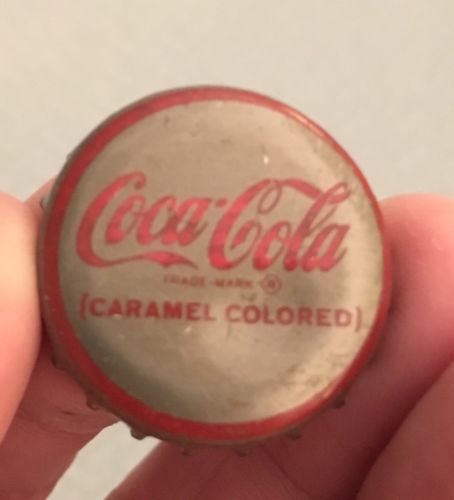 Coca-Cola
TRADE-MARK ®
{CARAMEL COLORED}